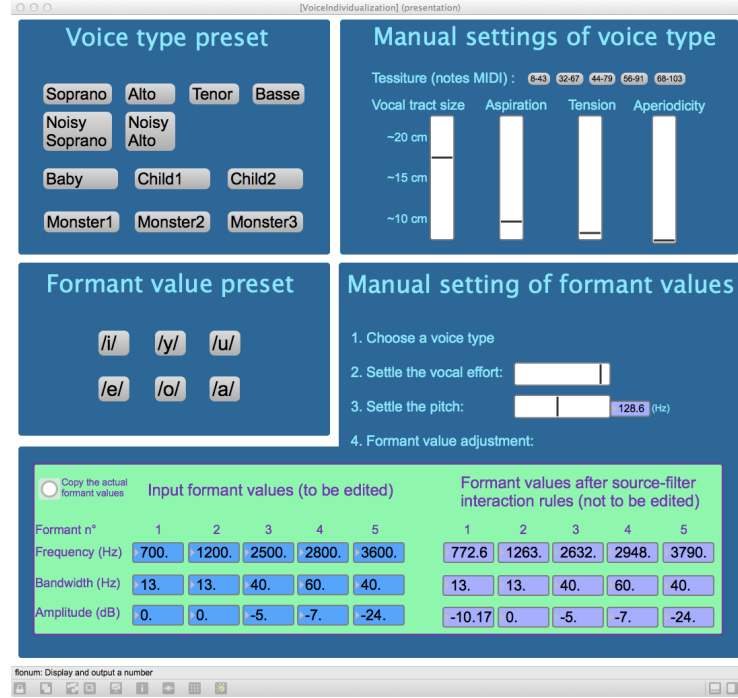 [VoiceIndividualization] (presentation)
Voice type preset
Soprano Alto Tenor Basse
Noisy Soprano Noisy Alto
Baby Child1 Child2
Monster1 Monster2 Monster3
Manual settings of voice type
Tessiture (notes MIDI) : 8-43 32-67 44-79 56-91 68-103
Vocal tract size Aspiration Tension Aperiodicity
~20 cm
~15 cm
~10 cm
Formant value preset
/i/ /y/ /u/
/e/ /o/ /a/
Manual setting of formant values
1. Choose a voice type
2. Settle the vocal effort:
3. Settle the pitch: 128.6 (Hz)
4. Formant value adjustment:
Copy the actual
formant values
Input formant values (to be edited)
Formant values after source-filter
interaction rules (not to be edited)
Formant n° 1 2 3 4 5 1 2 3 4 5
Frequency (Hz) 700. 1200. 2500. 2800. 3600. 772.6 1263. 2632. 2948. 3790.
Bandwidth (Hz) 13. 13. 40. 60. 40. 13. 13. 40. 60. 40.
Amplitude (dB) 0. 0. -5. -7. -24. -10.17 0. -5. -7. -24.
flonum: Display and output a number